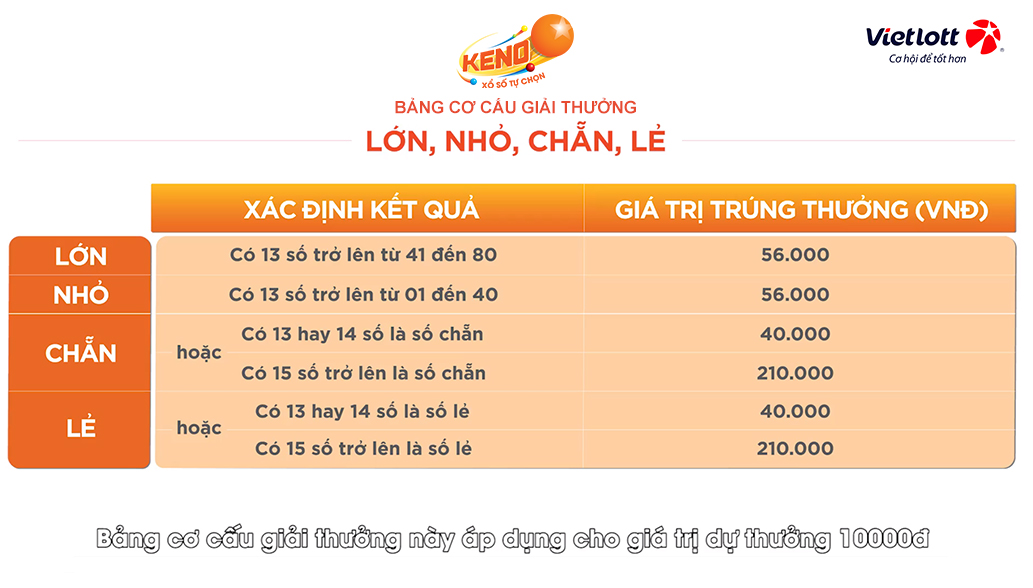 KENO
XỔ SỐ TỰ CHỌN
Vietlott
Cơ hội để tốt hơn
BẢNG CƠ CẤU GIẢI THƯỞNG
LỚN, NHỎ, CHẴN, LẺ
XÁC ĐỊNH KẾT QUẢ GIÁ TRỊ TRÚNG THƯỞNG (VNĐ)
LỚN Có 13 số trở lên từ 41 đến 80 56.000
NHỎ Có 13 số trở lên từ 01 đến 40 56.000
CHẴN hoặc Có 13 hay 14 số là số chẵn 40.000
Có 15 số trở lên là số chẵn 210.000
LẺ hoặc Có 13 hay 14 số là số lẻ 40.000
Có 15 số trở lên là số lẻ 210.000
Bảng cơ cấu giải thưởng này áp dụng cho giá trị dự thưởng 10000đ